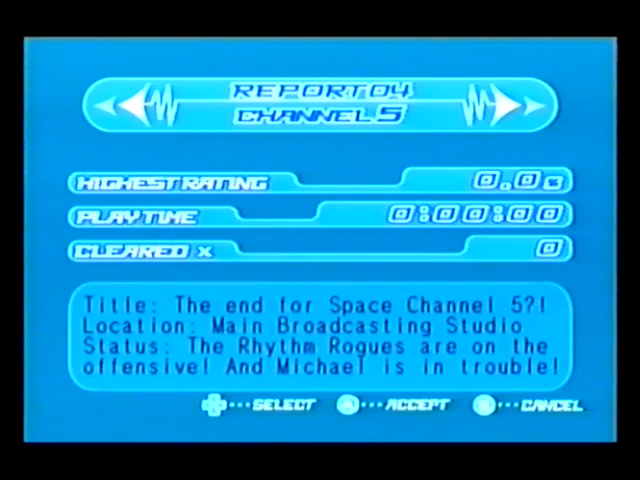 REPORT 04
CHANNEL 5
HIGHEST RATING 0.0%
PLAY TIME 0:00:00
CLEARED x 0
Title: The end for Space Channel 5?!
Location: Main Broadcasting Studio
Status: The Rhythm Rogues are on the
offensive! And Michael is in trouble!
SELECT A ACCEPT B CANCEL